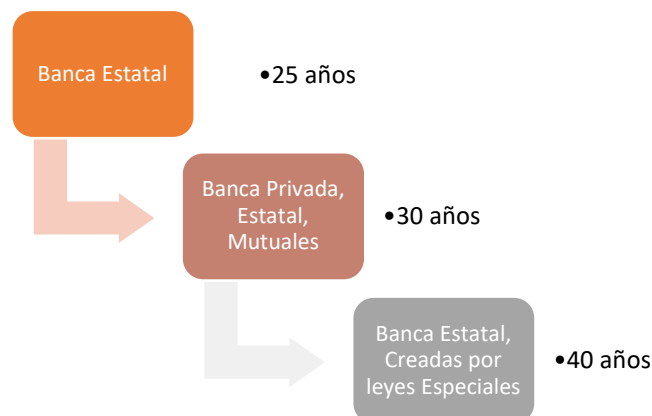 Banca Estatal
•25 años
Banca Privada,
Estatal,
Mutuales
•30 años
Banca Estatal,
Creadas por
leyes Especiales
•40 años